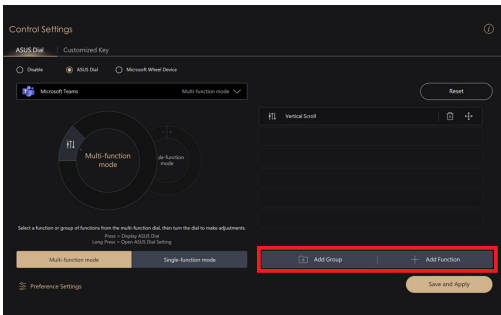 Control Settings
ASUS Dial
Customized Key
Disable
ASUS Dial
Microsoft Wheel Device
Microsoft Teams
Multi-function mode
Reset
Vertical Scroll
Multi-function
mode
gle-function
mode
Select a function or group of functions from the multi-function dial, then turn the dial to make adjustments.
Press = Display ASUS Dial
Long Press = Open ASUS Dial Setting
Multi-function mode
Single-function mode
Add Group
Add Function
Preference Settings
Save and Apply